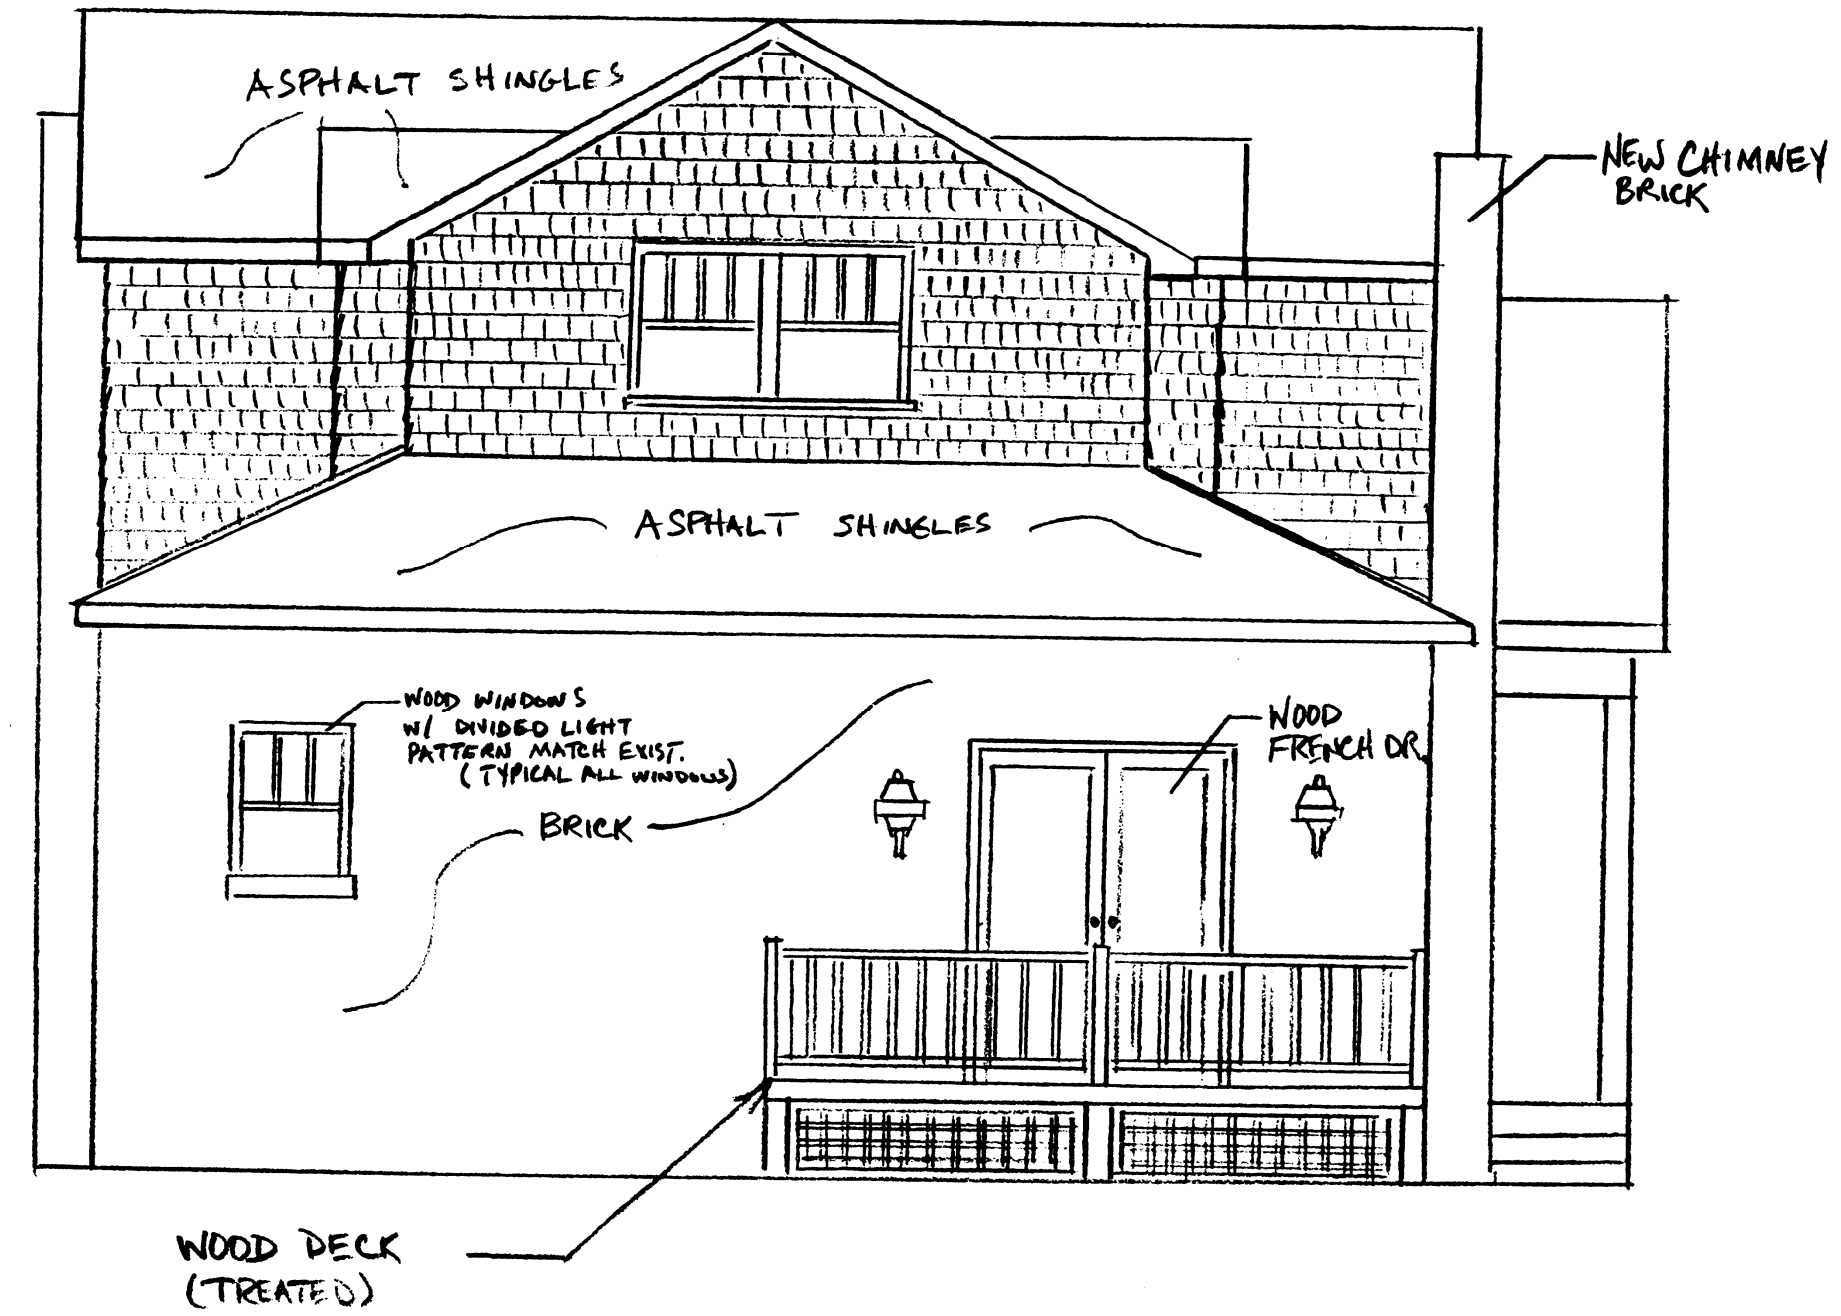 ASPHALT SHINGLES
NEW CHIMNEY
BRICK
ASPHALT SHINGLES
WOOD WINDOWS
W/ DIVIDED LIGHT
PATTERN MATCH EXIST.
(TYPICAL ALL WINDOWS)
WOOD
FRENCH DR.
BRICK
WOOD DECK
(TREATED)